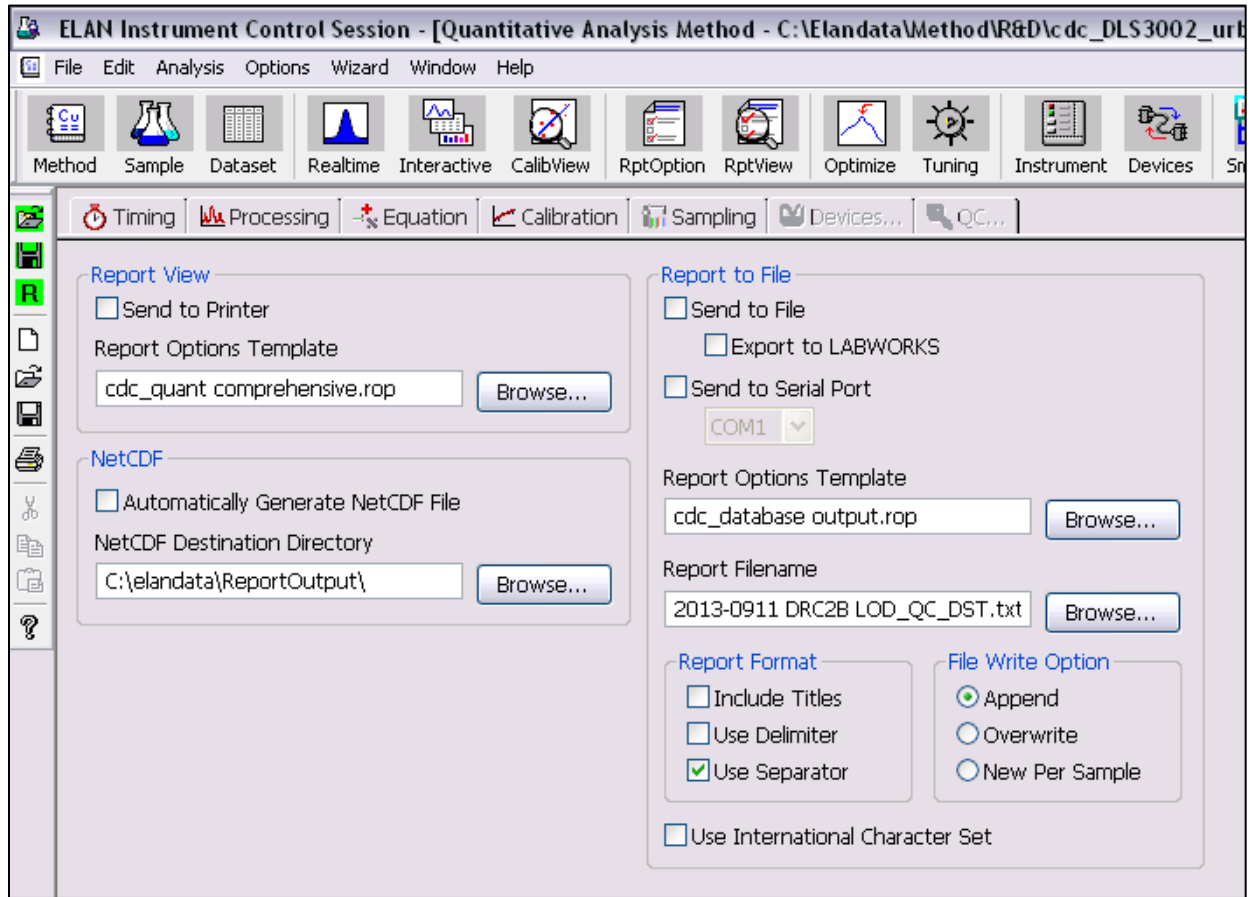 ELAN Instrument Control Session - [Quantitative Analysis Method - C:\Elandata\Method\R&D\cdc_DLS3002_urb
File Edit Analysis Options Wizard Window Help
Method Sample Dataset Realtime Interactive CalibView RptOption RptView Optimize Tuning Instrument Devices
Timing Processing Equation Calibration Sampling Devices... QC...
Report View
Send to Printer
Report Options Template
cdc_quant comprehensive.rop Browse...
NetCDF
Automatically Generate NetCDF File
NetCDF Destination Directory
C:\elandata\ReportOutput\ Browse...
Report to File
Send to File
Export to LABWORKS
Send to Serial Port
COM1
Report Options Template
cdc_database output.rop Browse...
Report Filename
2013-0911 DRC2B LOD_QC_DST.txt Browse...
Report Format
Include Titles
Use Delimiter
Use Separator
File Write Option
Append
Overwrite
New Per Sample
Use International Character Set